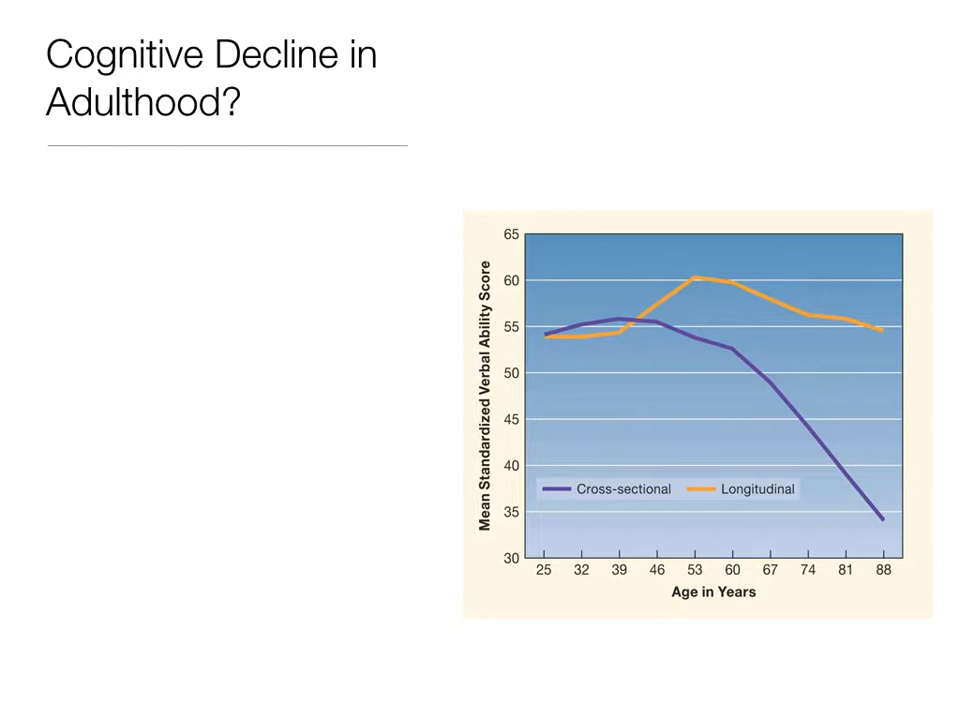 Cognitive Decline in
Adulthood?
65
60
55
50
45
40
35
30
Mean Standardized Verbal Ability Score
Cross-sectional Longitudinal
25 32 39 46 53 60 67 74 81 88
Age in Years